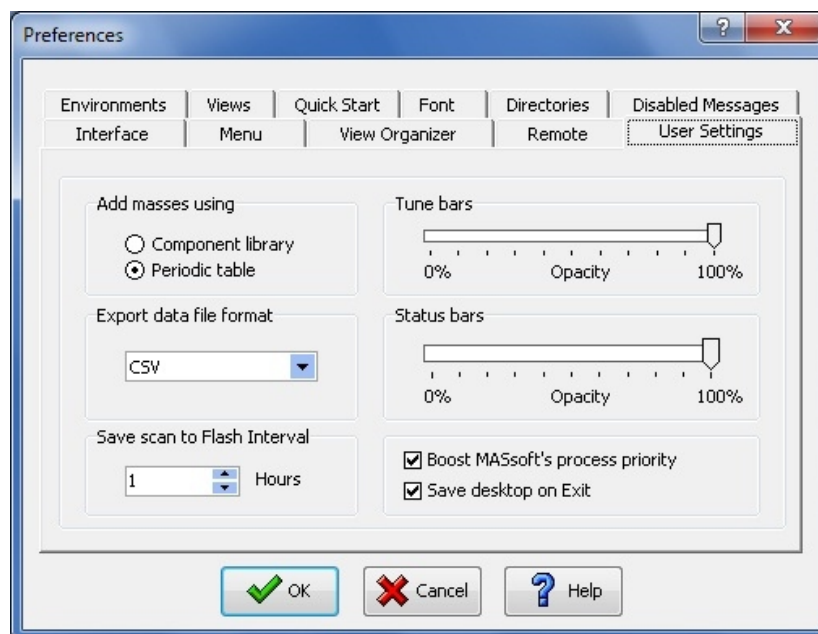 Preferences
Environments Views Quick Start Font Directories Disabled Messages
Interface Menu View Organizer Remote User Settings
Add masses using
Component library
Periodic table
Tune bars
0% Opacity 100%
Export data file format
CSV
Status bars
0% Opacity 100%
Save scan to Flash Interval
1 Hours
Boost MASsoft's process priority
Save desktop on Exit
OK Cancel Help